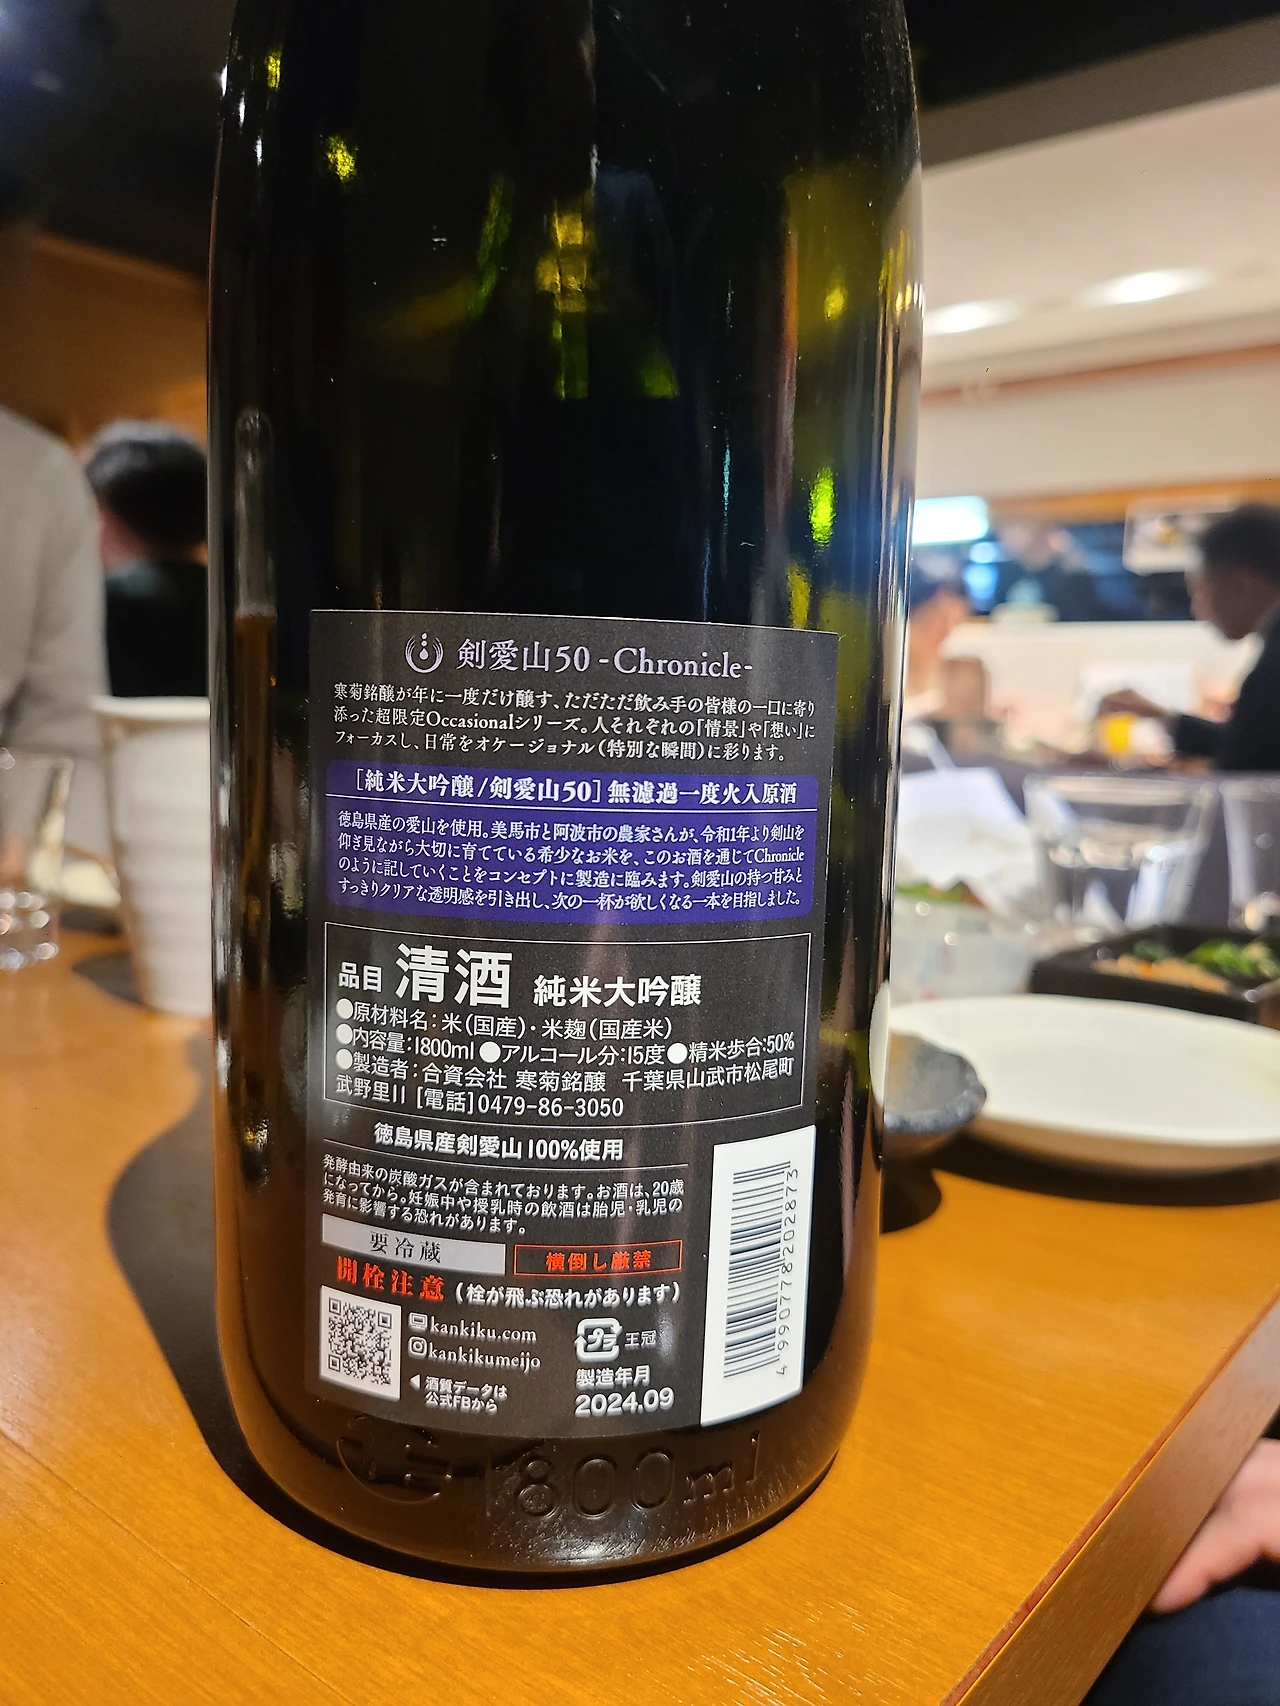 剣愛山50 -Chronicle-
寒菊銘醸が年に一度だけ醸す、ただただ飲み手の皆様の一口に寄り
添った超限定Occasionalシリーズ。人それぞれの「情景」や「想い」に
フォーカスし、日常をオケージョナル(特別な瞬間)に彩ります。
[純米大吟醸/剣愛山50]無濾過一度火入原酒
徳島県産の愛山を使用。美馬市と阿波市の農家さんが、令和1年より剣山を
仰ぎ見ながら大切に育てている希少なお米を、このお酒を通じてChronicle
のように記していくことをコンセプトに製造に臨みます。剣愛山の持つ甘みと
すっきりクリアな透明感を引き出し、次の一杯が欲しくなる一本を目指しました。
品目 清酒 純米大吟醸
●原材料名:米(国産)・米麹(国産米)
●内容量:1800ml ●アルコール分:15度 ●精米歩合:50%
●製造者:合資会社 寒菊銘醸 千葉県山武市松尾町
武野里11 [電話]0479-86-3050
徳島県産剣愛山100%使用
発酵由来の炭酸ガスが含まれております。お酒は、20歳
になってから。妊娠中や授乳時の飲酒は胎児・乳児の
発育に影響する恐れがあります。
要冷蔵 横倒し厳禁
開栓注意(栓が飛ぶ恐れがあります)
kankiku.com
kankikumeijo
◀酒質データは
公式FBから
プラ 王冠
製造年月
2024.09
4990778202873
1800ml